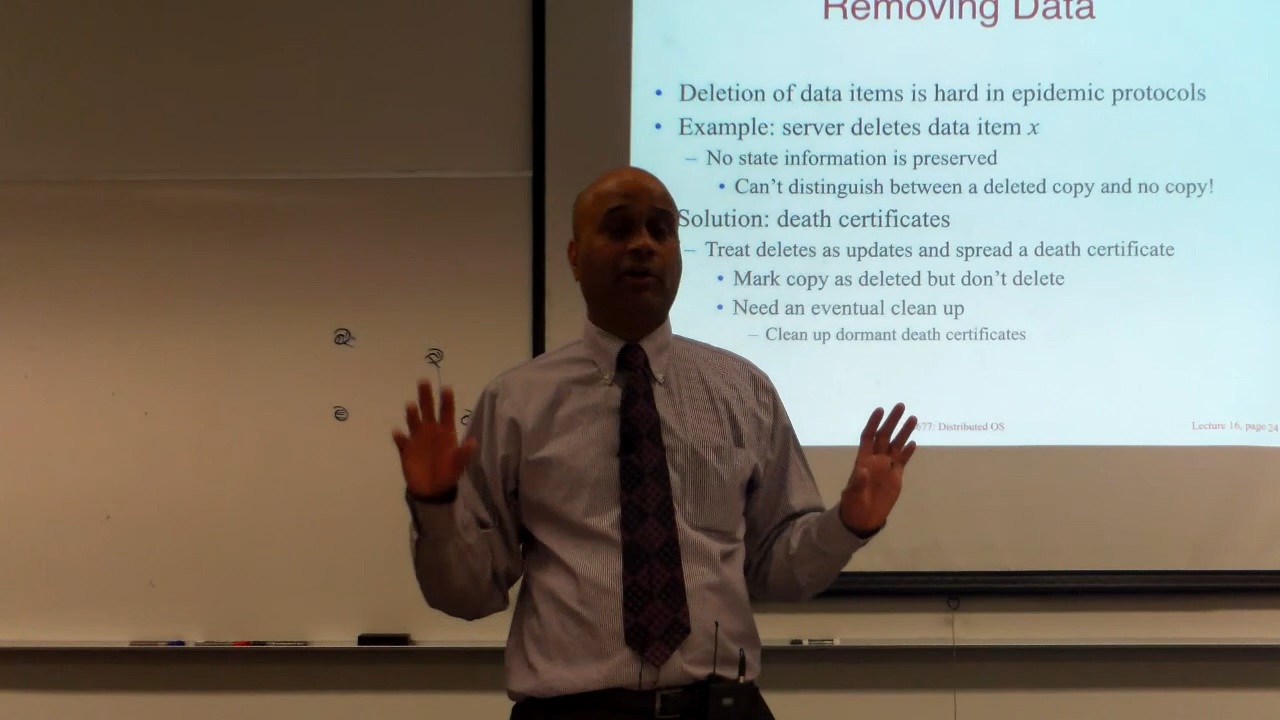 Removing Data
• Deletion of data items is hard in epidemic protocols
• Example: server deletes data item x
– No state information is preserved
• Can't distinguish between a deleted copy and no copy!
Solution: death certificates
– Treat deletes as updates and spread a death certificate
• Mark copy as deleted but don't delete
• Need an eventual clean up
– Clean up dormant death certificates
677: Distributed OS
Lecture 16, page 24